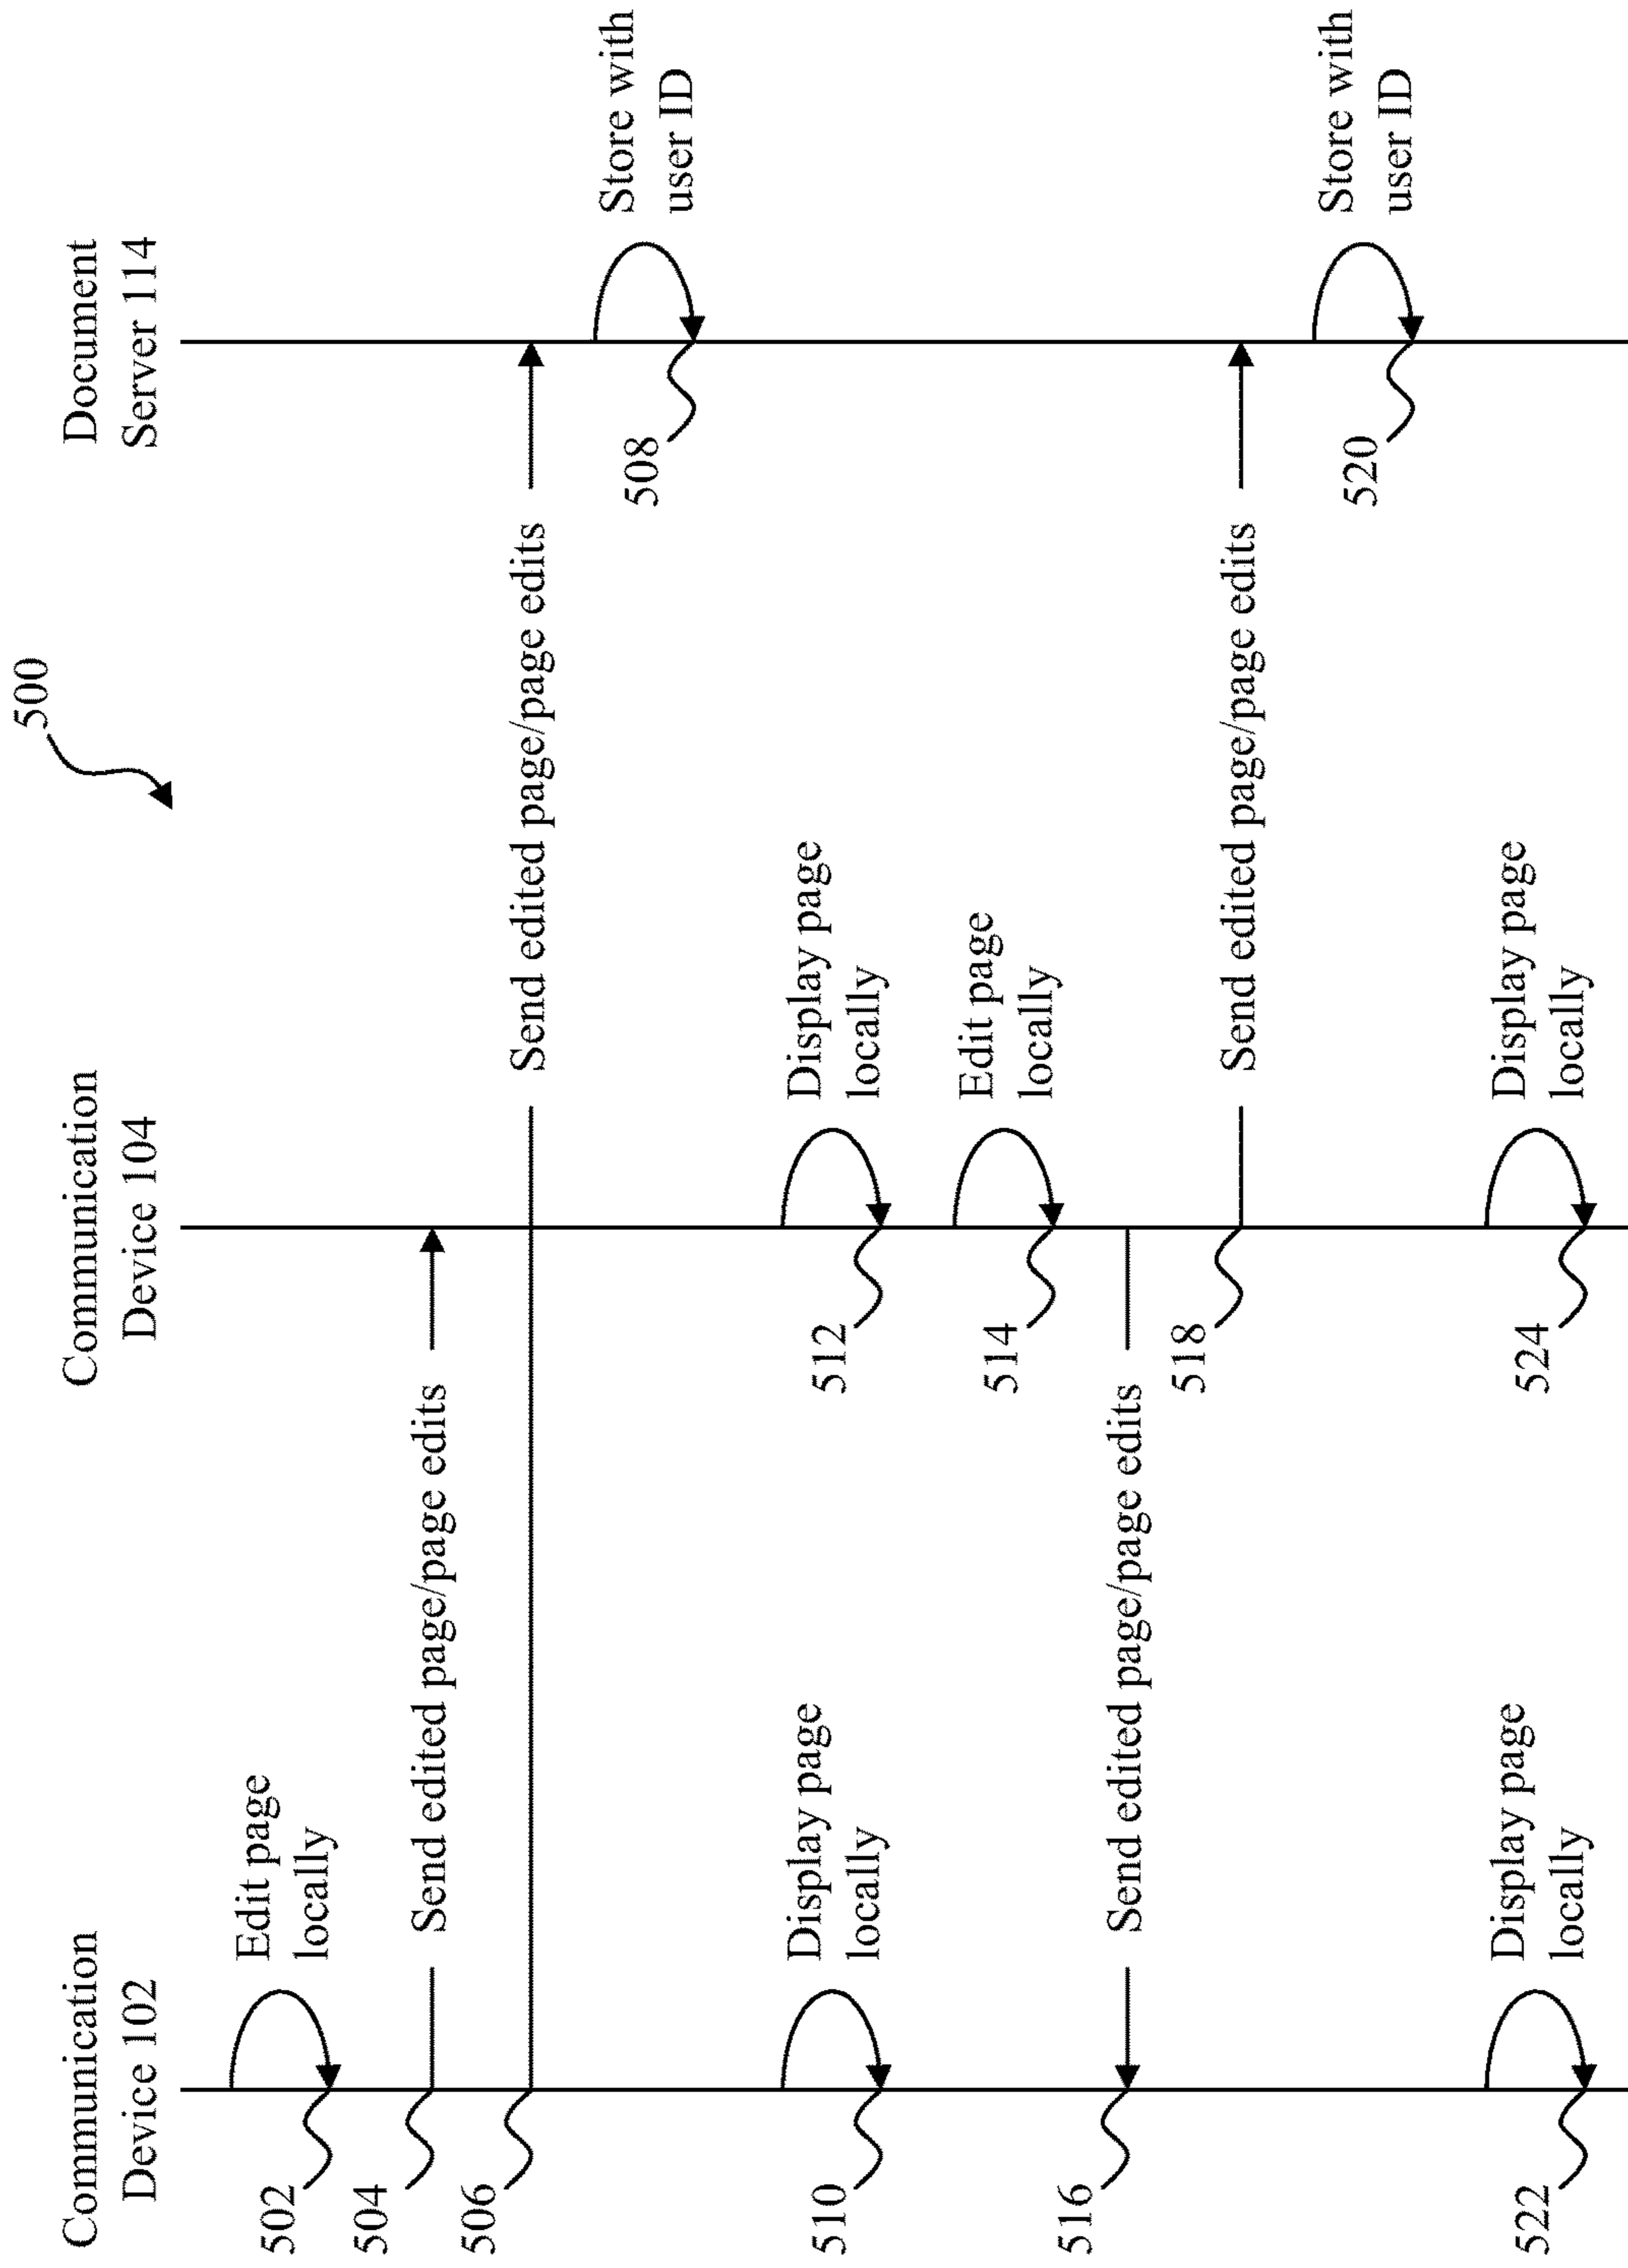 500
Communication
Device 102
Communication
Device 104
Document
Server 114
Edit page
locally
502
Send edited page/page edits
504
Send edited page/page edits
506
Store with
user ID
508
Display page
locally
510
Display page
locally
512
Edit page
locally
514
Send edited page/page edits
516
Send edited page/page edits
518
Store with
user ID
520
Display page
locally
522
Display page
locally
524